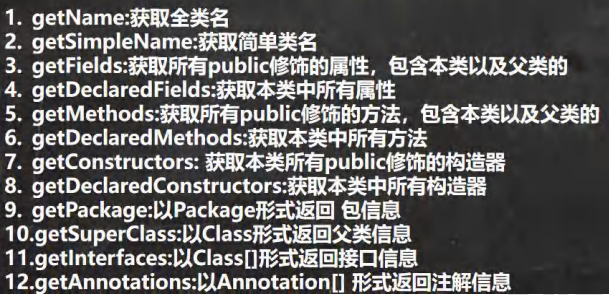 1. getName:获取全类名
2. getSimpleName:获取简单类名
3. getFields:获取所有public修饰的属性，包含本类以及父类的
4. getDeclaredFields:获取本类中所有属性
5. getMethods:获取所有public修饰的方法，包含本类以及父类的
6. getDeclaredMethods:获取本类中所有方法
7. getConstructors: 获取本类所有public修饰的构造器
8. getDeclaredConstructors:获取本类中所有构造器
9. getPackage:以Package形式返回 包信息
10.getSuperClass:以Class形式返回父类信息
11.getInterfaces:以Class[]形式返回接口信息
12.getAnnotations:以Annotation[] 形式返回注解信息